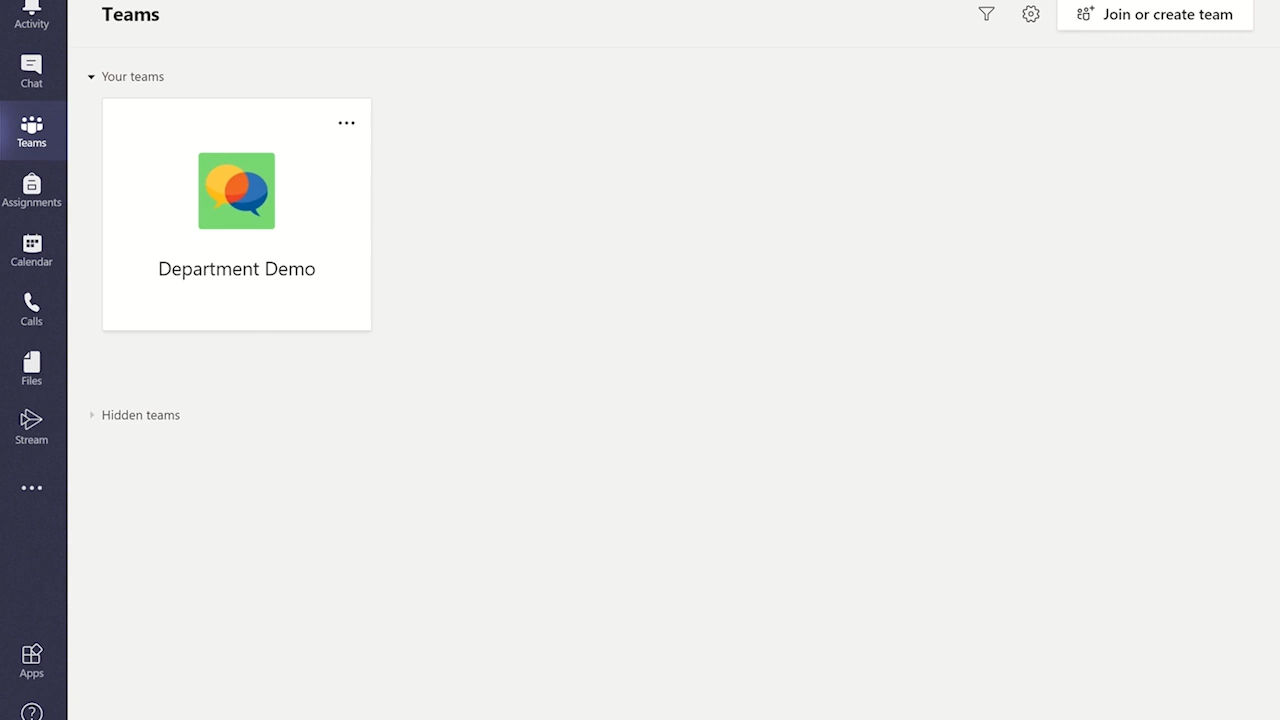 Activity
Chat
Teams
Assignments
Calendar
Calls
Files
Stream
Apps
Teams
Join or create team
Your teams
Department Demo
Hidden teams